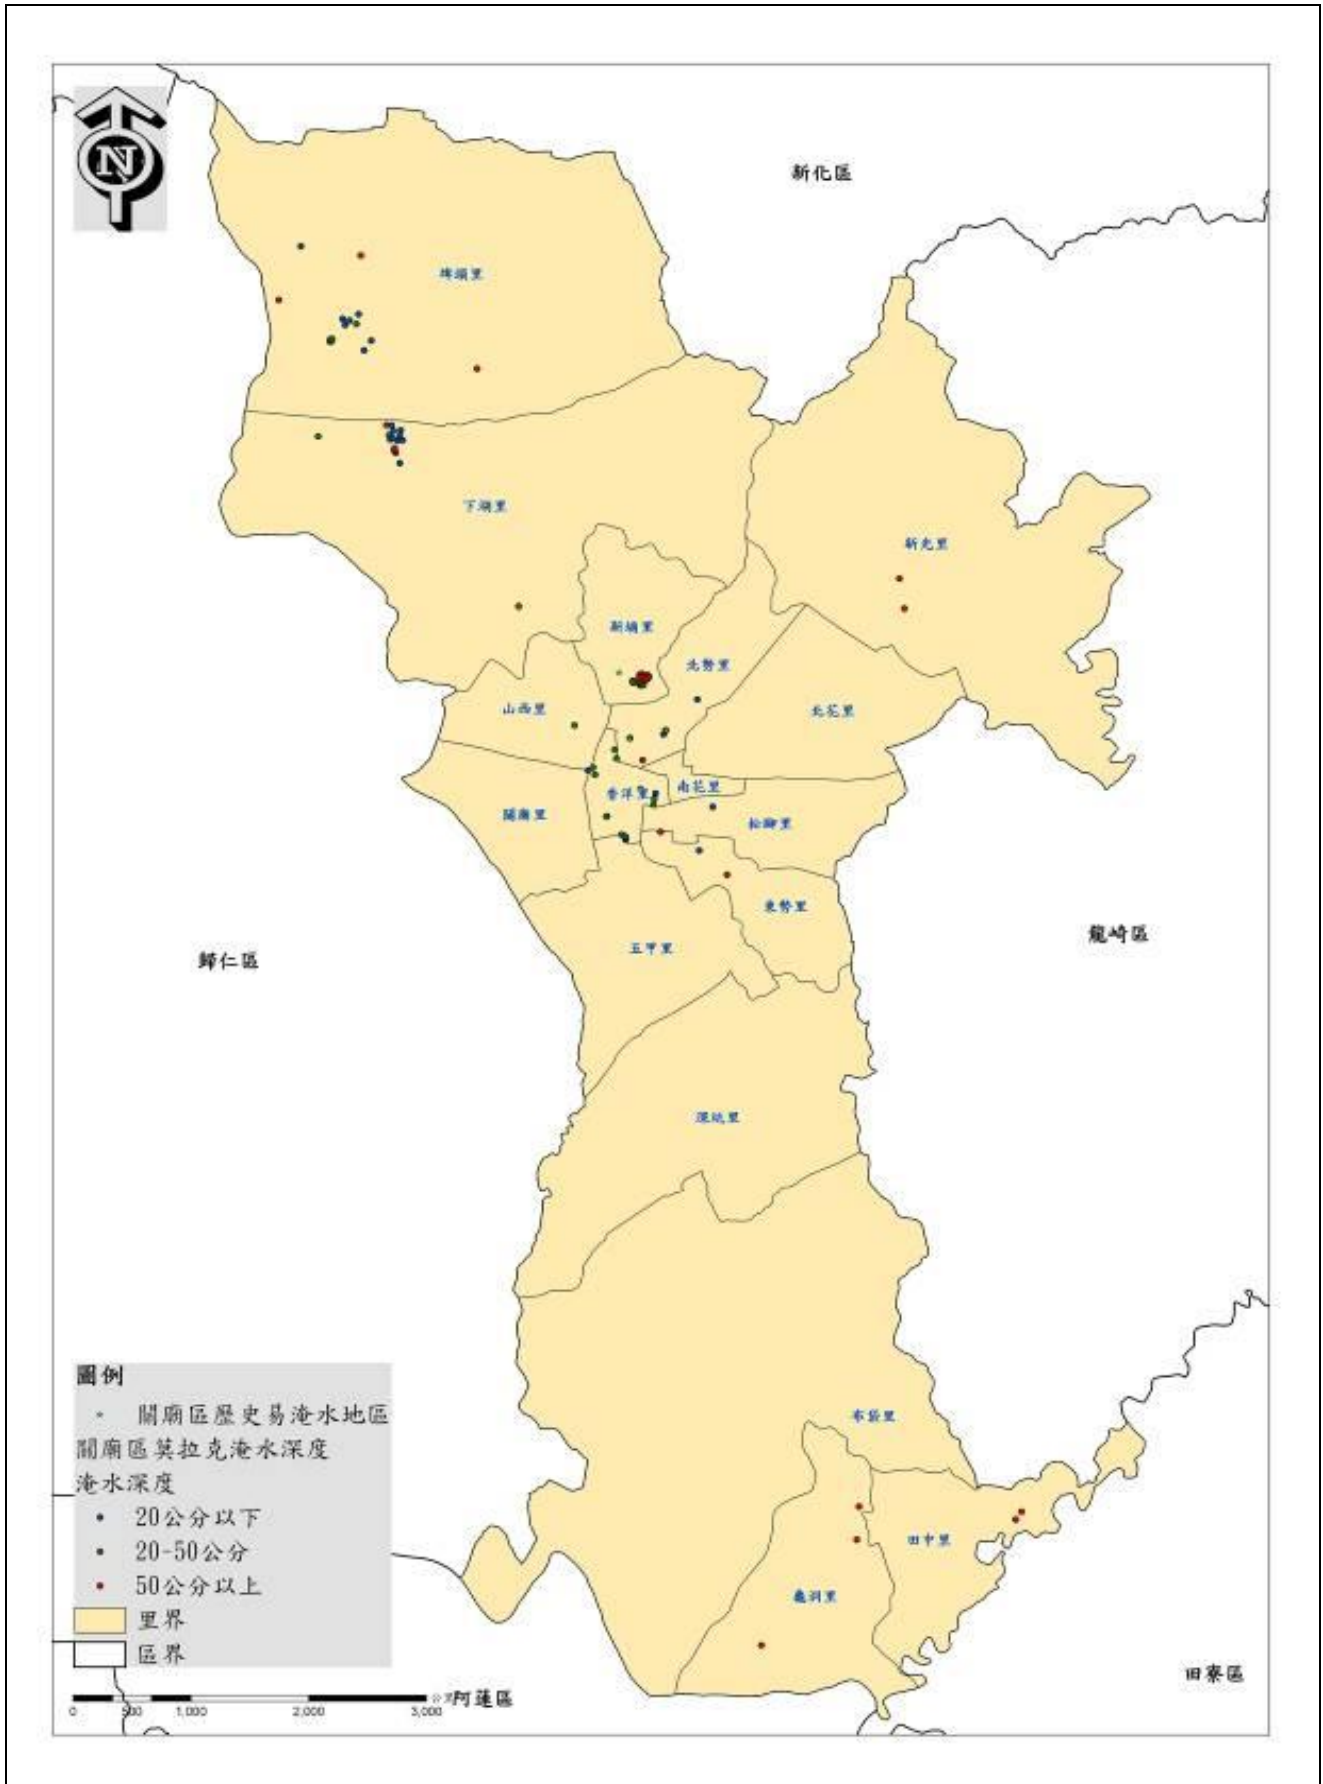 N
新化區
埤頭里
下湖里
新光里
新埔里
北勢里
山西里
北花里
香洋里
南花里
關廟里
松腳里
東勢里
五甲里
歸仁區
龍崎區
深坑里
布袋里
田中里
龜洞里
圖例
關廟區歷史易淹水地區
關廟區莫拉克淹水深度
淹水深度
20公分以下
20-50公分
50公分以上
里界
區界
田寮區
阿蓮區
0 500 1,000 2,000 3,000